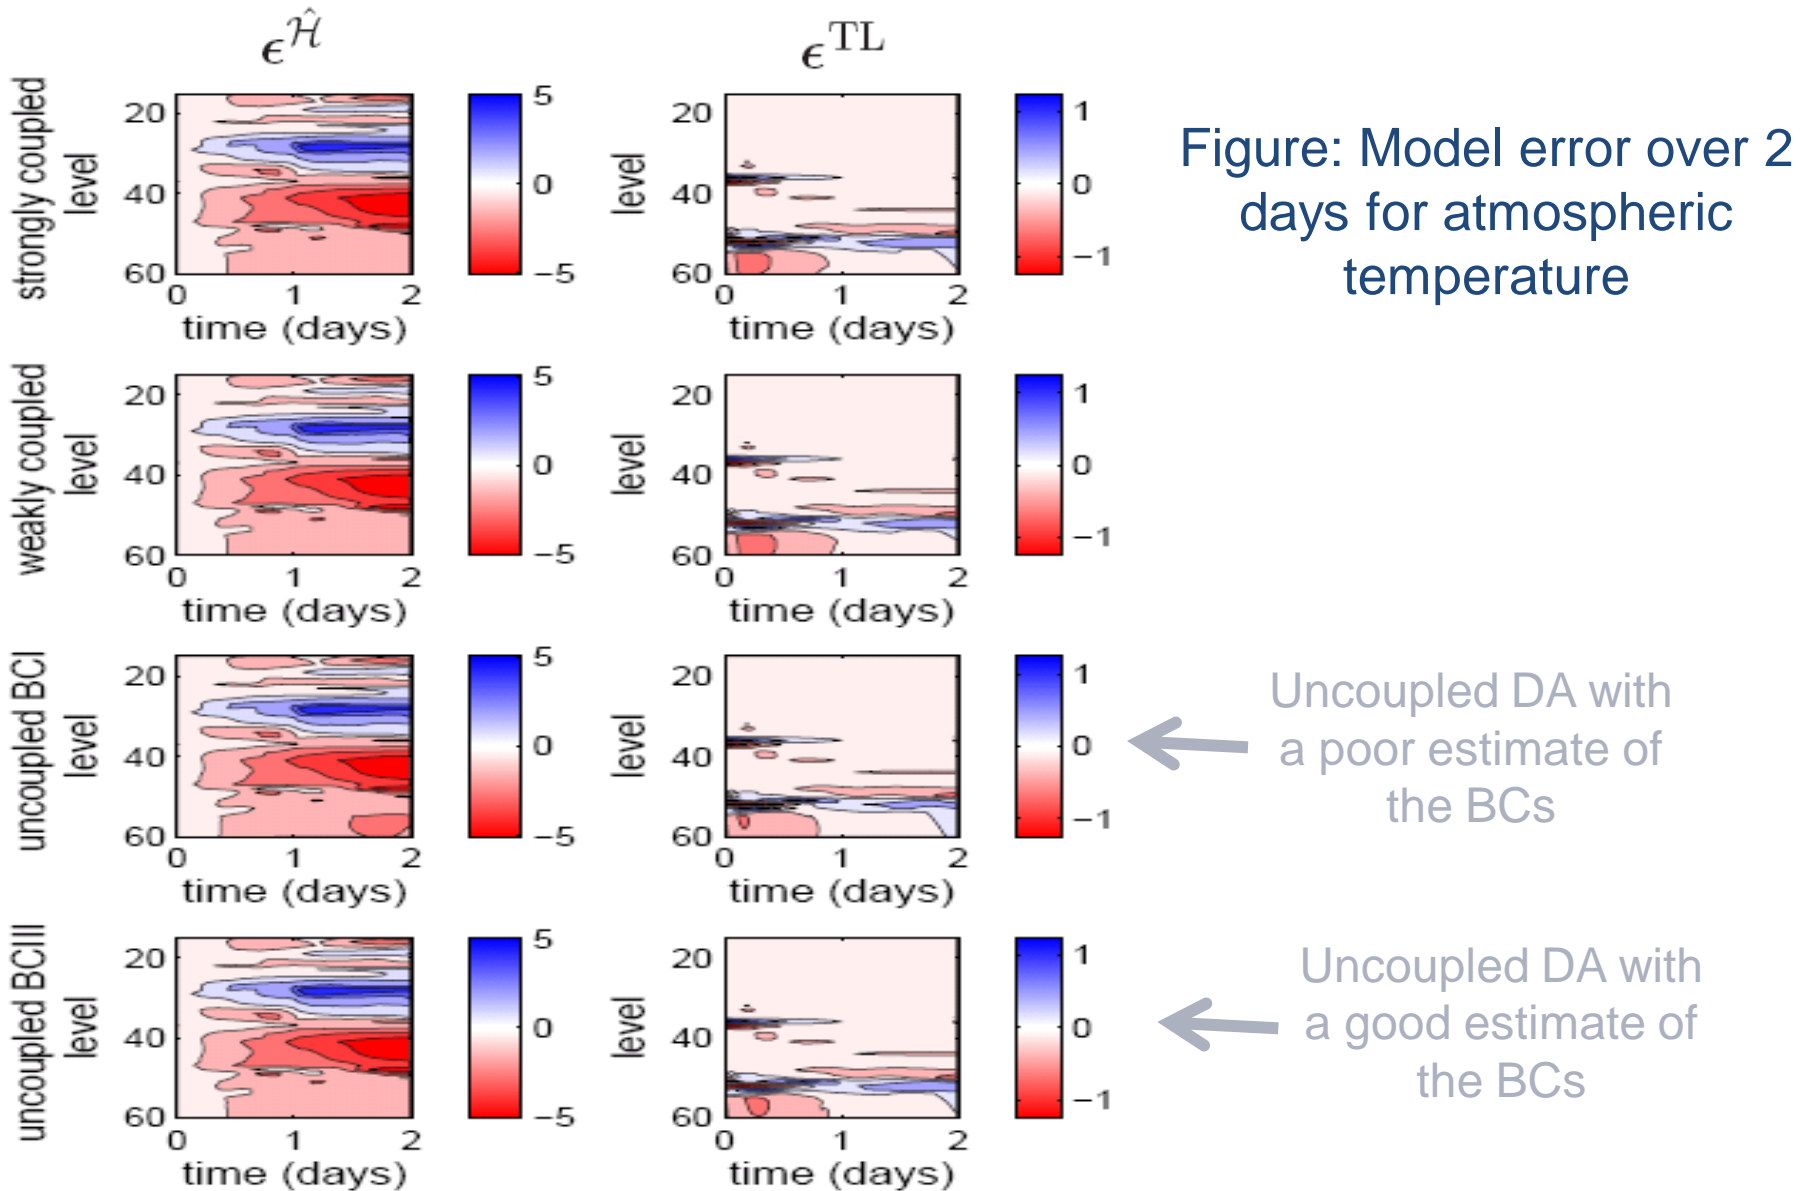 ϵ^Ĥ
ϵ^TL
Figure: Model error over 2
days for atmospheric
temperature
strongly coupled
level
20
40
60
0 1 2
time (days)
5
0
−5
level
20
40
60
0 1 2
time (days)
1
0
−1
weakly coupled
level
20
40
60
0 1 2
time (days)
5
0
−5
level
20
40
60
0 1 2
time (days)
1
0
−1
uncoupled BCI
level
20
40
60
0 1 2
time (days)
5
0
−5
level
20
40
60
0 1 2
time (days)
1
0
−1
Uncoupled DA with
a poor estimate of
the BCs
uncoupled BCIII
level
20
40
60
0 1 2
time (days)
5
0
−5
level
20
40
60
0 1 2
time (days)
1
0
−1
Uncoupled DA with
a good estimate of
the BCs